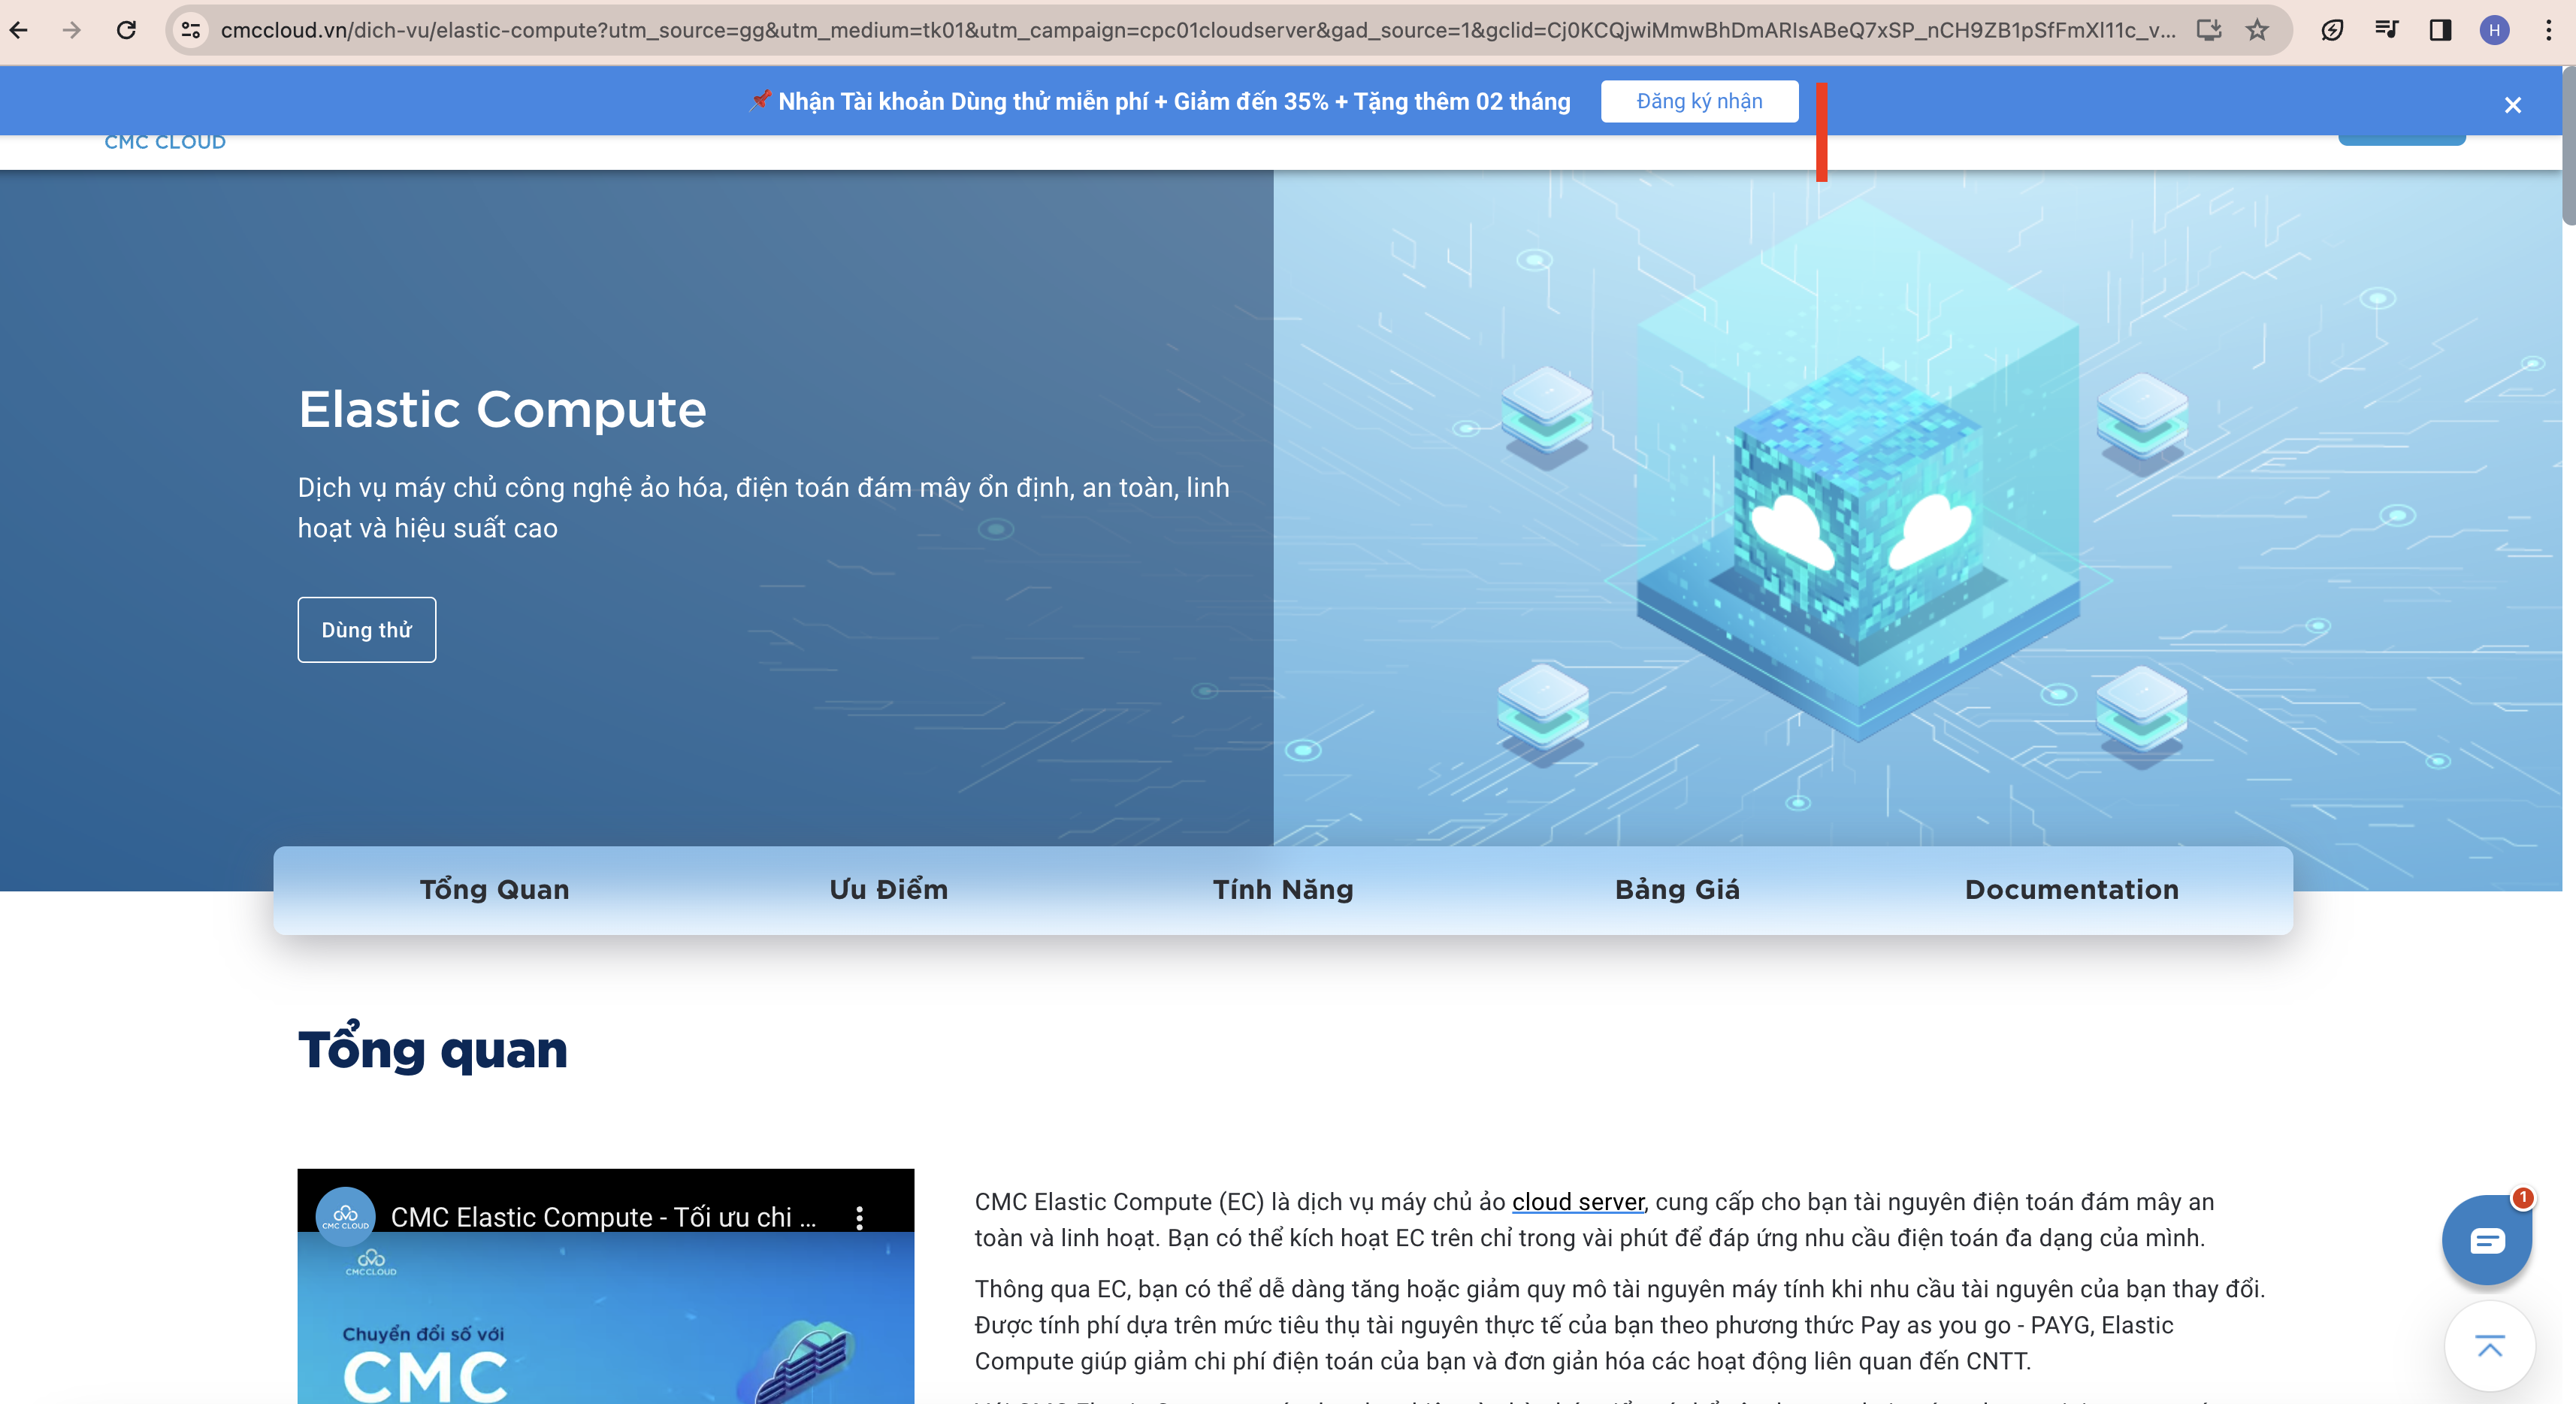 cmccloud.vn/dich-vu/elastic-compute?utm_source=gg&utm_medium=tk01&utm_campaign=cpc01cloudserver&gad_source=1&gclid=Cj0KCQjwiMmwBhDmARIsABeQ7xSP_nCH9ZB1pSfFmXl11c_v...
H
Nhận Tài khoản Dùng thử miễn phí + Giảm đến 35% + Tặng thêm 02 tháng
Đăng ký nhận
CMC CLOUD
Elastic Compute
Dịch vụ máy chủ công nghệ ảo hóa, điện toán đám mây ổn định, an toàn, linh
hoạt và hiệu suất cao
Dùng thử
Tổng Quan
Ưu Điểm
Tính Năng
Bảng Giá
Documentation
Tổng quan
CMC CLOUD
CMC Elastic Compute - Tối ưu chi ...
CMC CLOUD
Chuyển đổi số với
CMC
CMC Elastic Compute (EC) là dịch vụ máy chủ ảo cloud server, cung cấp cho bạn tài nguyên điện toán đám mây an
toàn và linh hoạt. Bạn có thể kích hoạt EC trên chỉ trong vài phút để đáp ứng nhu cầu điện toán đa dạng của mình.
Thông qua EC, bạn có thể dễ dàng tăng hoặc giảm quy mô tài nguyên máy tính khi nhu cầu tài nguyên của bạn thay đổi.
Được tính phí dựa trên mức tiêu thụ tài nguyên thực tế của bạn theo phương thức Pay as you go - PAYG, Elastic
Compute giúp giảm chi phí điện toán của bạn và đơn giản hóa các hoạt động liên quan đến CNTT.
1